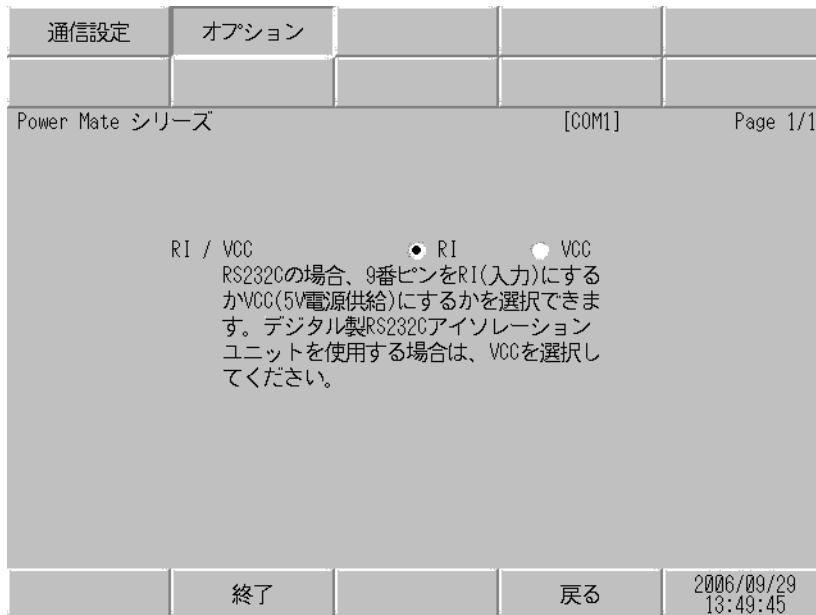 通信設定 オプション
Power Mate シリーズ [COM1] Page 1/1
RI / VCC RI VCC
RS232Cの場合、9番ピンをRI(入力)にする
かVCC(5V電源供給)にするかを選択できま
す。デジタル製RS232Cアイソレーション
ユニットを使用する場合は、VCCを選択し
てください。
終了 戻る 2006/09/29
13:49:45